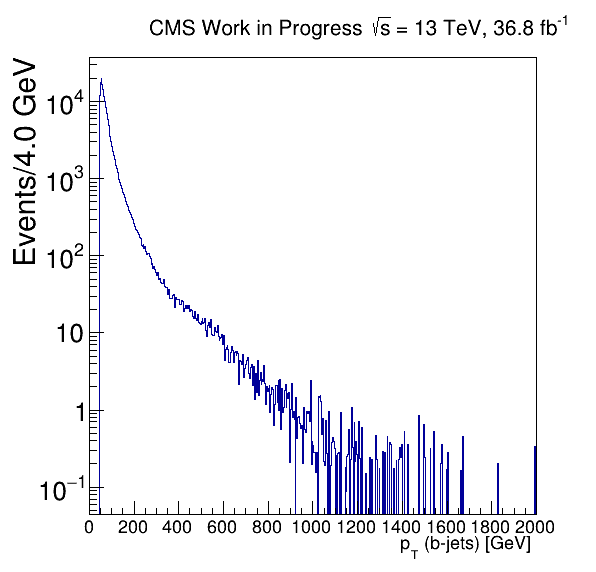 CMS Work in Progress √s = 13 TeV, 36.8 fb⁻¹
Events/4.0 GeV
10⁴
10³
10²
10
1
10⁻¹
0 200 400 600 800 1000 1200 1400 1600 1800 2000
p_T (b-jets) [GeV]